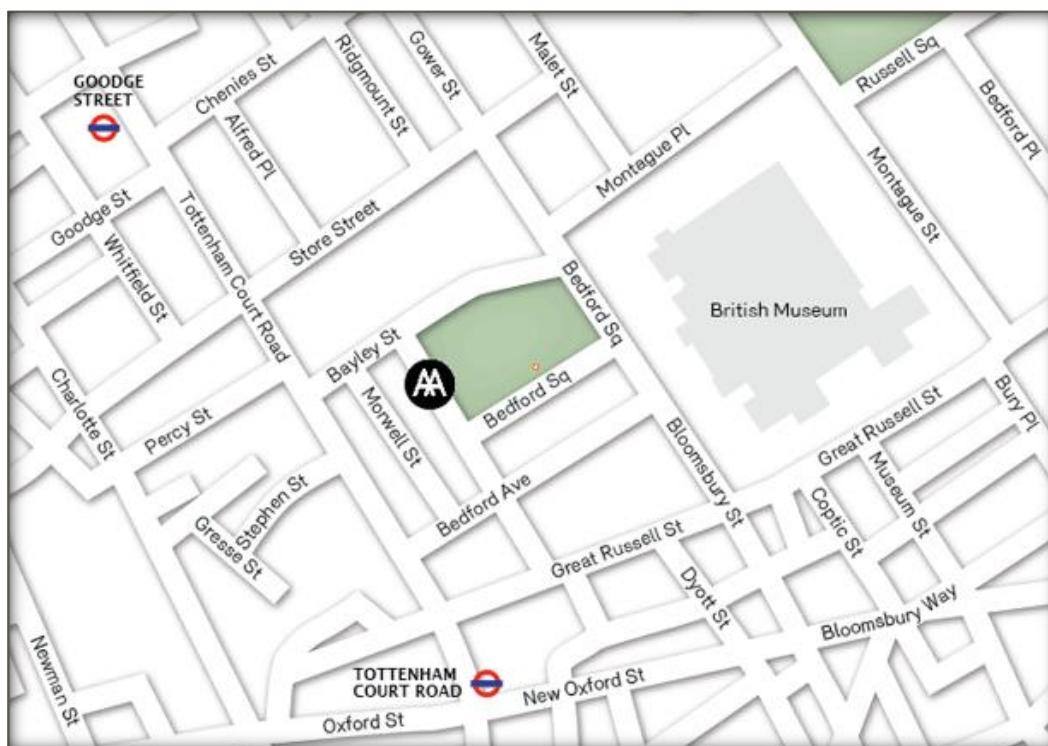 GOODGE
STREET
Chenies St
Ridgmount St
Gower St
Malet St
Russell Sq
Bedford Pl
Alfred Pl
Montague Pl
Montague St
Goodge St
Whitfield St
Tottenham Court Road
Store Street
Bedford Sq
British Museum
Bayley St
AA
Charlotte St
Percy St
Morwell St
Bedford Sq
Bloomsbury St
Great Russell St
Bury Pl
Museum St
Coptic St
Stephen St
Gresse St
Bedford Ave
Great Russell St
Dyott St
Bloomsbury Way
Newman St
TOTTENHAM
COURT ROAD
New Oxford St
Oxford St